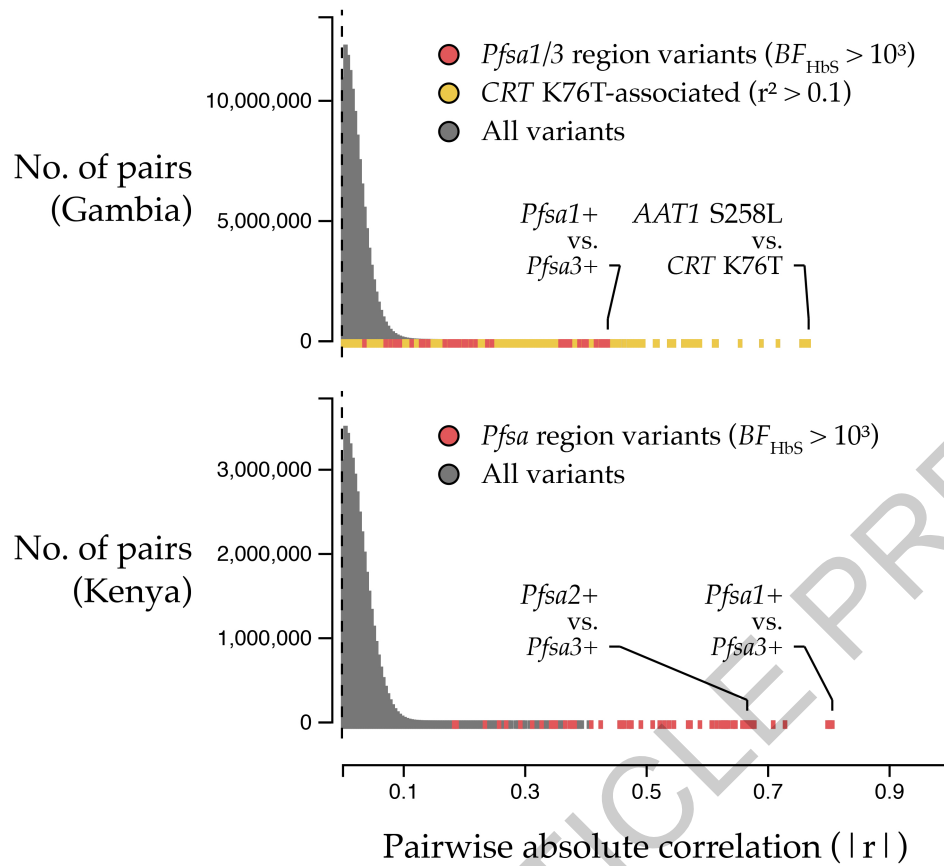 Pfsa1/3 region variants (BF_HbS > 10³)
CRT K76T-associated (r² > 0.1)
All variants
10,000,000
5,000,000
0
No. of pairs
(Gambia)
Pfsa1+
vs.
Pfsa3+
AAT1 S258L
vs.
CRT K76T
Pfsa region variants (BF_HbS > 10³)
All variants
3,000,000
2,000,000
1,000,000
0
No. of pairs
(Kenya)
Pfsa2+
vs.
Pfsa3+
Pfsa1+
vs.
Pfsa3+
0.1 0.3 0.5 0.7 0.9
Pairwise absolute correlation (|r|)
TICLE PRE